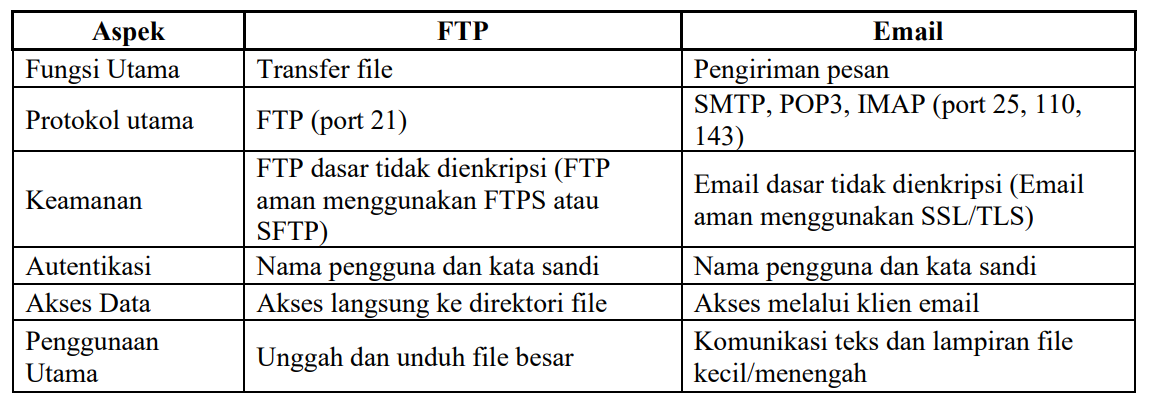 Aspek FTP Email
Fungsi Utama Transfer file Pengiriman pesan
Protokol utama FTP (port 21) SMTP, POP3, IMAP (port 25, 110,
143)
Keamanan FTP dasar tidak dienkripsi (FTP
aman menggunakan FTPS atau
SFTP) Email dasar tidak dienkripsi (Email
aman menggunakan SSL/TLS)
Autentikasi Nama pengguna dan kata sandi Nama pengguna dan kata sandi
Akses Data Akses langsung ke direktori file Akses melalui klien email
Penggunaan
Utama Unggah dan unduh file besar Komunikasi teks dan lampiran file
kecil/menengah